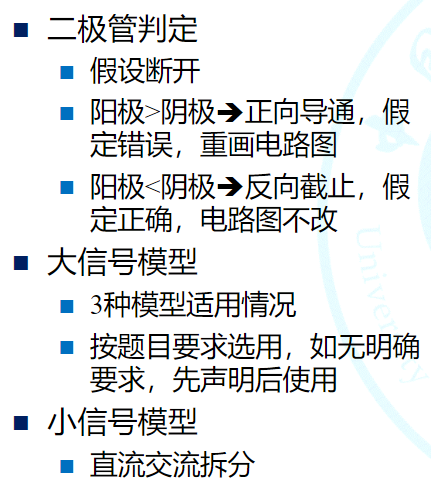 二极管判定
假设断开
阳极>阴极➔正向导通，假
定错误，重画电路图
阳极<阴极➔反向截止，假
定正确，电路图不改
大信号模型
3种模型适用情况
按题目要求选用，如无明确
要求，先声明后使用
小信号模型
直流交流拆分
University